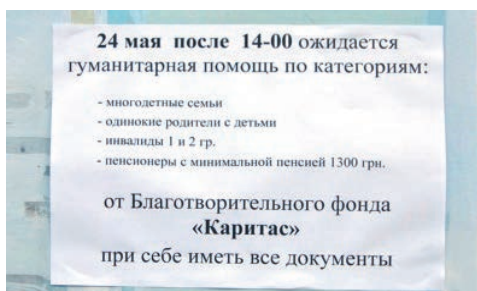 24 мая после 14-00 ожидается
гуманитарная помощь по категориям:
- многодетные семьи
- одинокие родители с детьми
- инвалиды 1 и 2 гр.
- пенсионеры с минимальной пенсией 1300 грн.
от Благотворительного фонда
«Каритас»
при себе иметь все документы